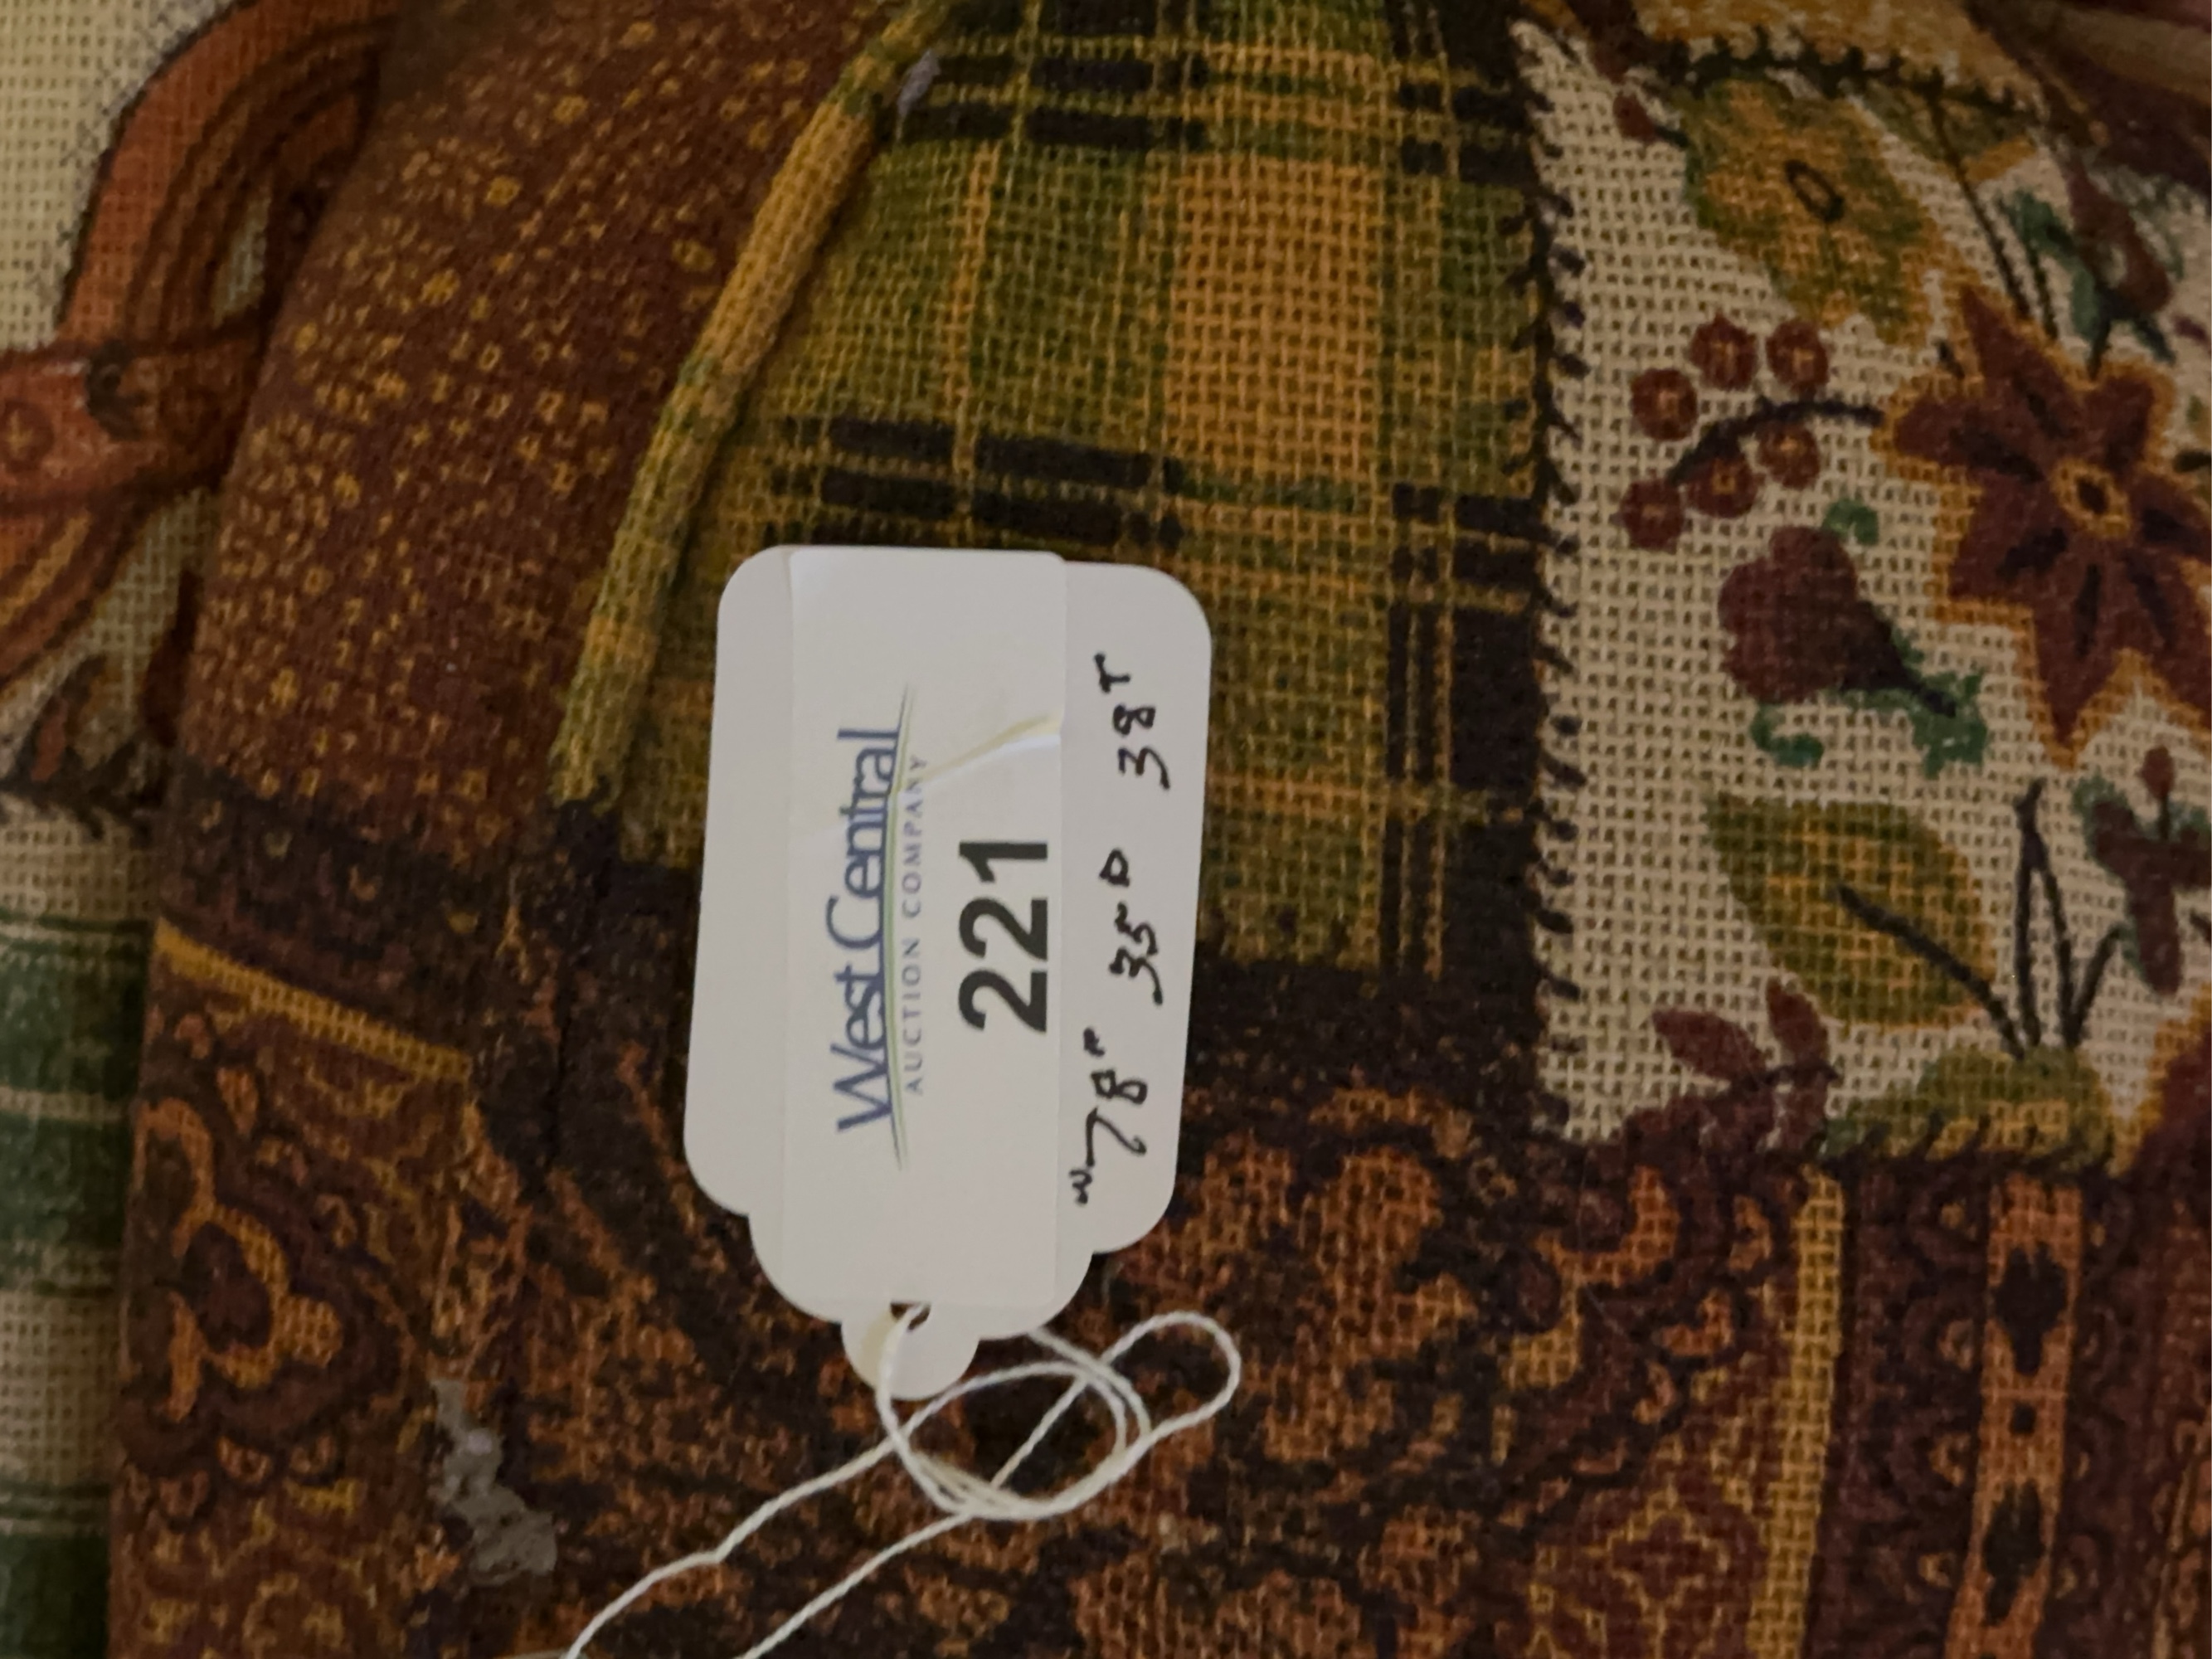 West Central
AUCTION COMPANY
221
W 78" 35 D 38 T